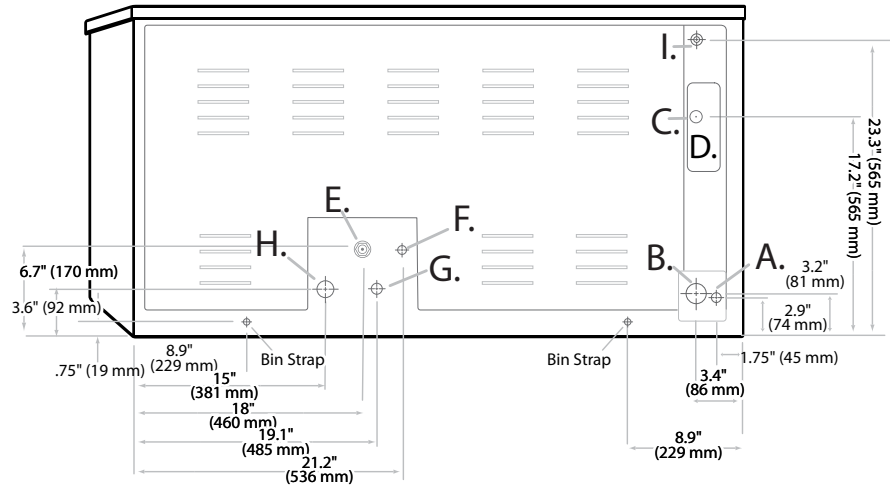 I.
C.
D.
23.3" (565 mm)
17.2" (565 mm)
E.
F.
H.
G.
B.
A.
6.7" (170 mm)
3.6" (92 mm)
3.2"
(81 mm)
2.9"
(74 mm)
.75" (19 mm)
8.9"
(229 mm)
Bin Strap
Bin Strap
1.75" (45 mm)
15"
(381 mm)
3.4"
(86 mm)
18"
(460 mm)
19.1"
(485 mm)
8.9"
(229 mm)
21.2"
(536 mm)